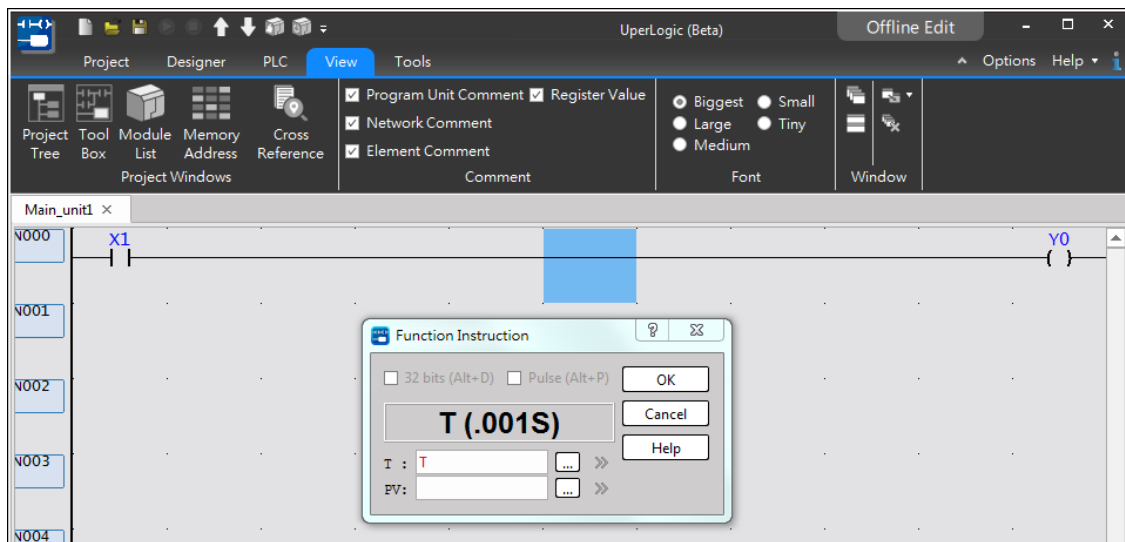 UperLogic (Beta)
Offline Edit
Project Designer PLC View Tools Options Help
Project Tree
Tool Box
Module List
Memory Address
Cross Reference
Project Windows
Program Unit Comment Register Value
Network Comment
Element Comment
Comment
Biggest Small
Large Tiny
Medium
Font
Window
Main_unit1
N000 X1 Y0
N001
Function Instruction
32 bits (Alt+D) Pulse (Alt+P) OK
N002
T (.001S)
Cancel
Help
N003
T : T ...
PV: ...
N004